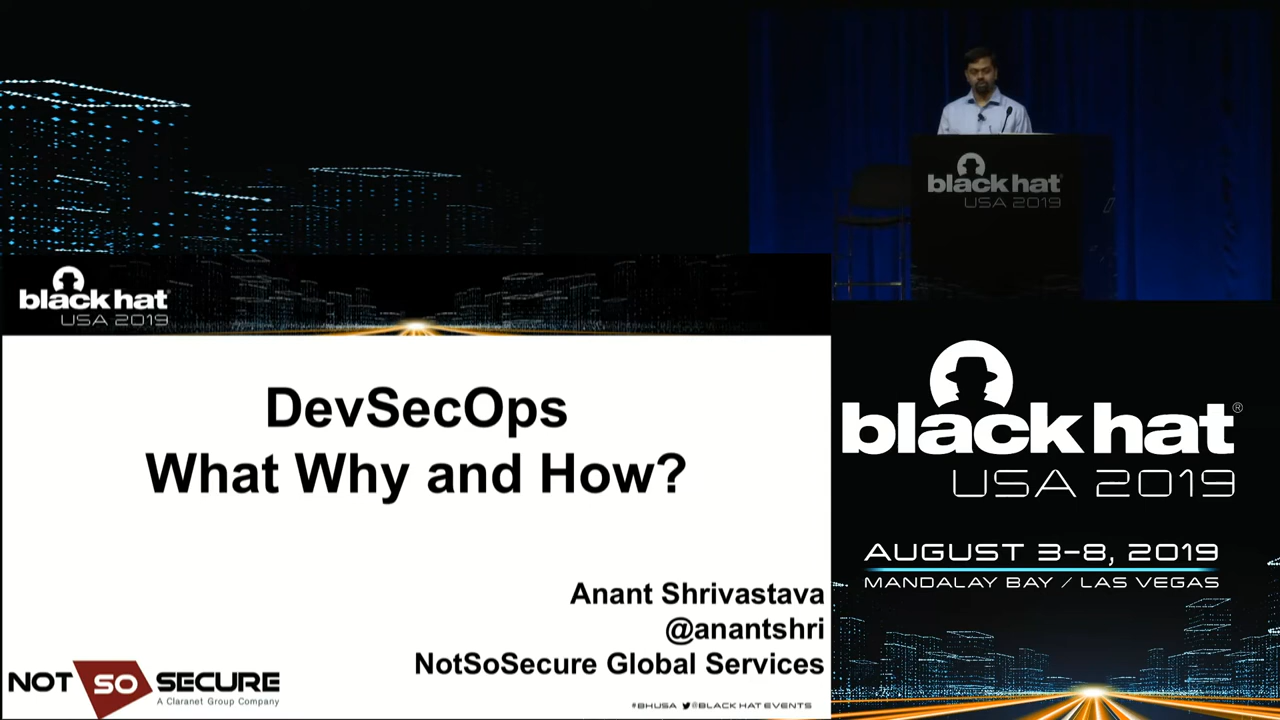 black hat
USA 2019
black hat
USA 2019
DevSecOps
What Why and How?
Anant Shrivastava
@anantshri
NotSoSecure Global Services
NOT SO SECURE
A Claranet Group Company
#BHUSA @BLACK HAT EVENTS
black hat®
USA 2019
AUGUST 3-8, 2019
MANDALAY BAY / LAS VEGAS